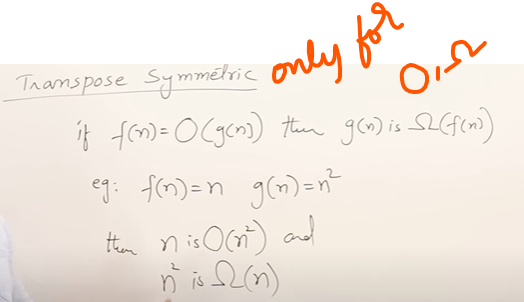 Transpose Symmetric only for O, Ω
if f(n) = O(g(n)) then g(n) is Ω(f(n))
eg: f(n) = n g(n) = n²
then n is O(n²) and
n² is Ω(n)